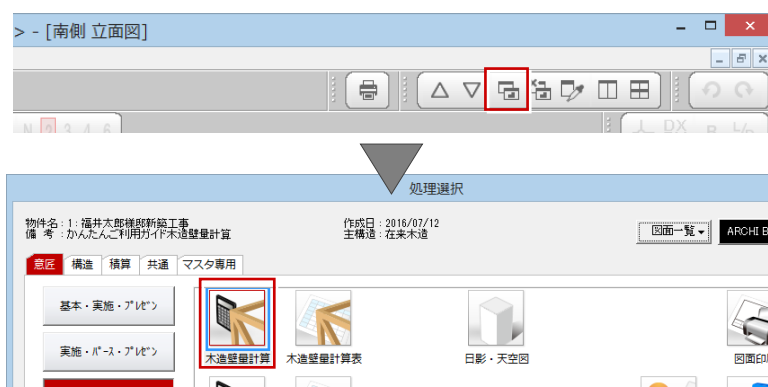 > - [南側 立面図]
N 2 3 4 6
DX
処理選択
物件名：1：福井太郎様邸新築工事
作成日：2016/07/12
図面一覧
ARCHI B
備 考：かんたんご利用ガイド木造壁量計算
主構造：在来木造
意匠 構造 積算 共通 マスタ専用
基本・実施・プレゼン
実施・パース・プレゼン
木造壁量計算 木造壁量計算表 日影・天空図 図面印